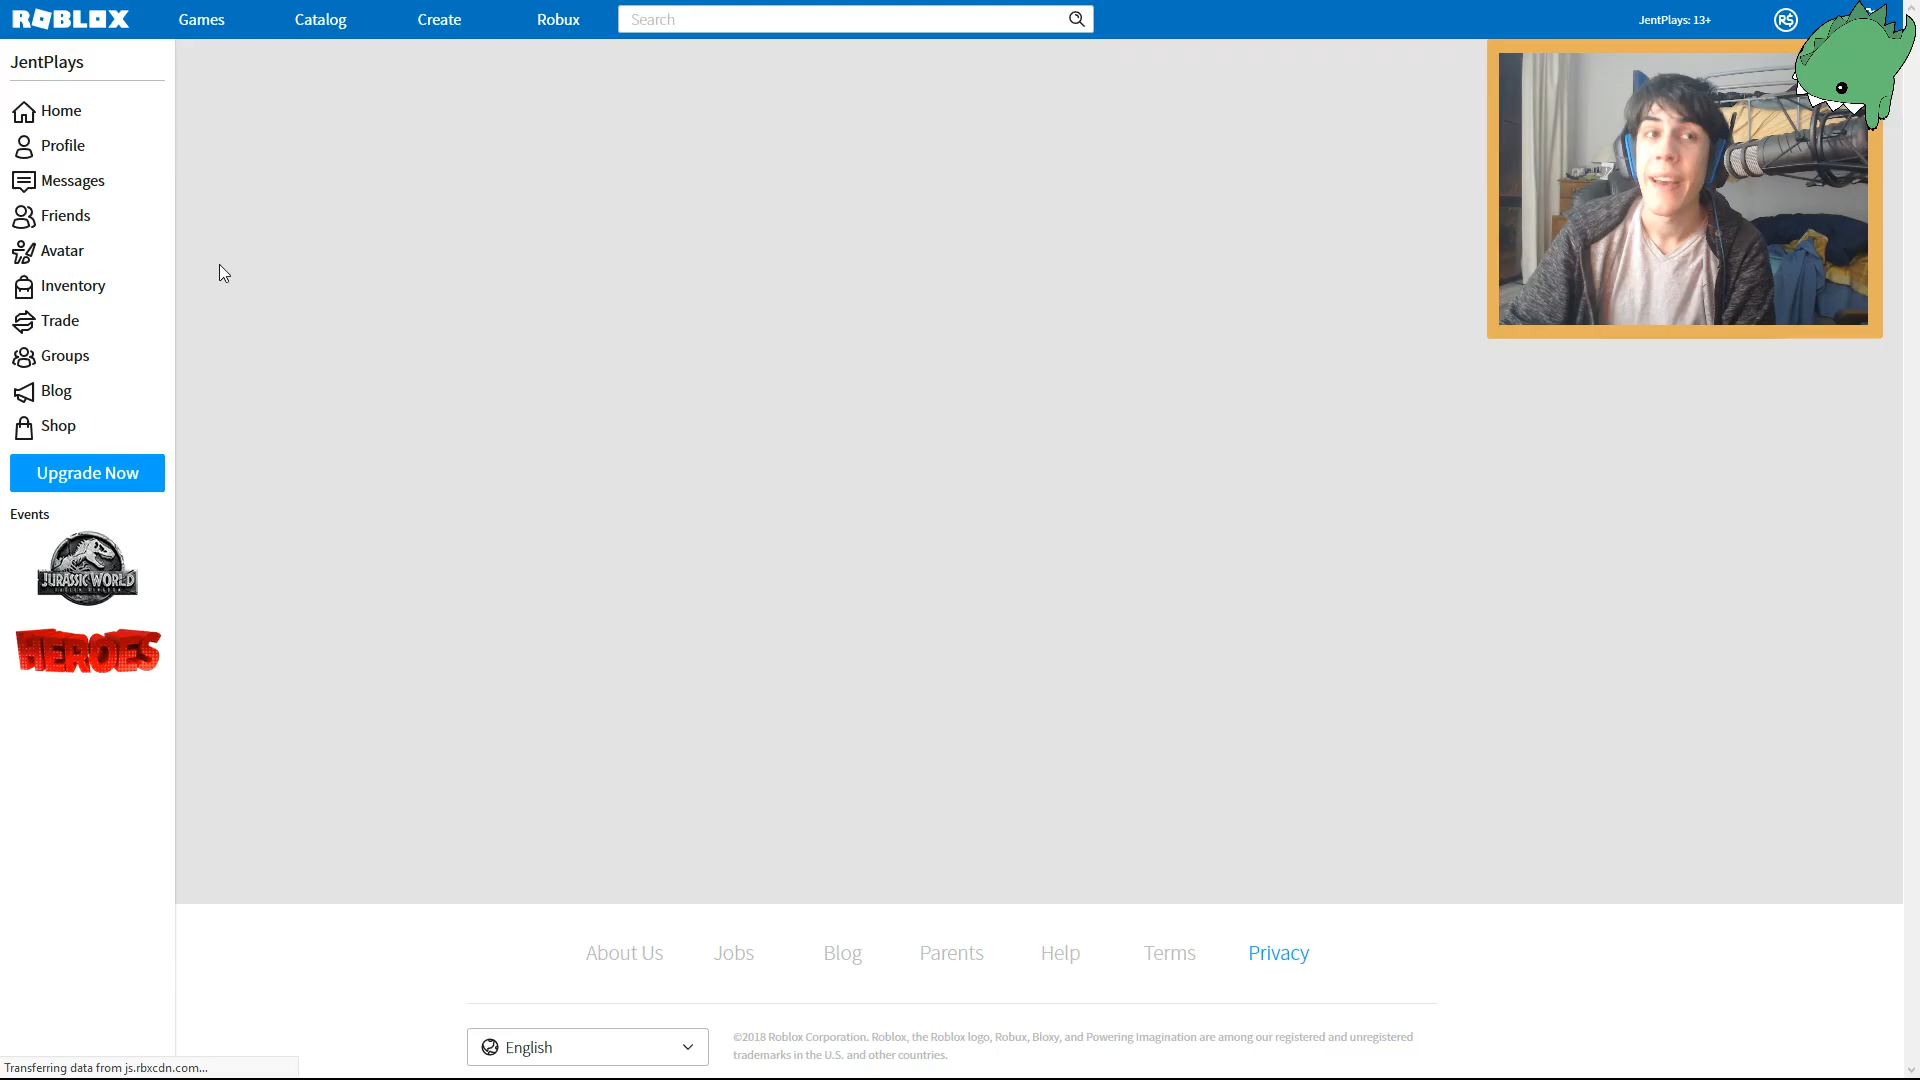 ROBLOX
Games
Catalog
Create
Robux
Search
JentPlays: 13+
R$
JentPlays
Home
Profile
Messages
Friends
Avatar
Inventory
Trade
Groups
Blog
Shop
Upgrade Now
Events
JURASSIC WORLD
FALLEN KINGDOM
HEROES
About Us
Jobs
Blog
Parents
Help
Terms
Privacy
English
©2018 Roblox Corporation. Roblox, the Roblox logo, Robux, Bloxy, and Powering Imagination are among our registered and unregistered
trademarks in the U.S. and other countries.
Transferring data from js.rbxcdn.com...